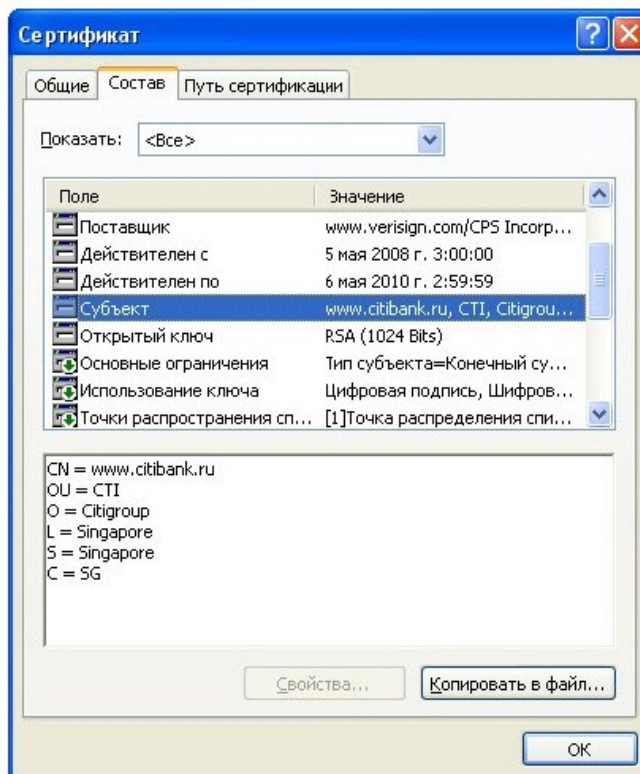 Сертификат
Общие Состав Путь сертификации
Показать: <Все>
Поле Значение
Поставщик www.verisign.com/CPS Incorp...
Действителен с 5 мая 2008 г. 3:00:00
Действителен по 6 мая 2010 г. 2:59:59
Субъект www.citibank.ru, CTI, Citigrou...
Открытый ключ RSA (1024 Bits)
Основные ограничения Тип субъекта=Конечный су...
Использование ключа Цифровая подпись, Шифров...
Точки распространения сп... [1]Точка распределения спи...
CN = www.citibank.ru
OU = CTI
O = Citigroup
L = Singapore
S = Singapore
C = SG
Свойства... Копировать в файл...
ОК